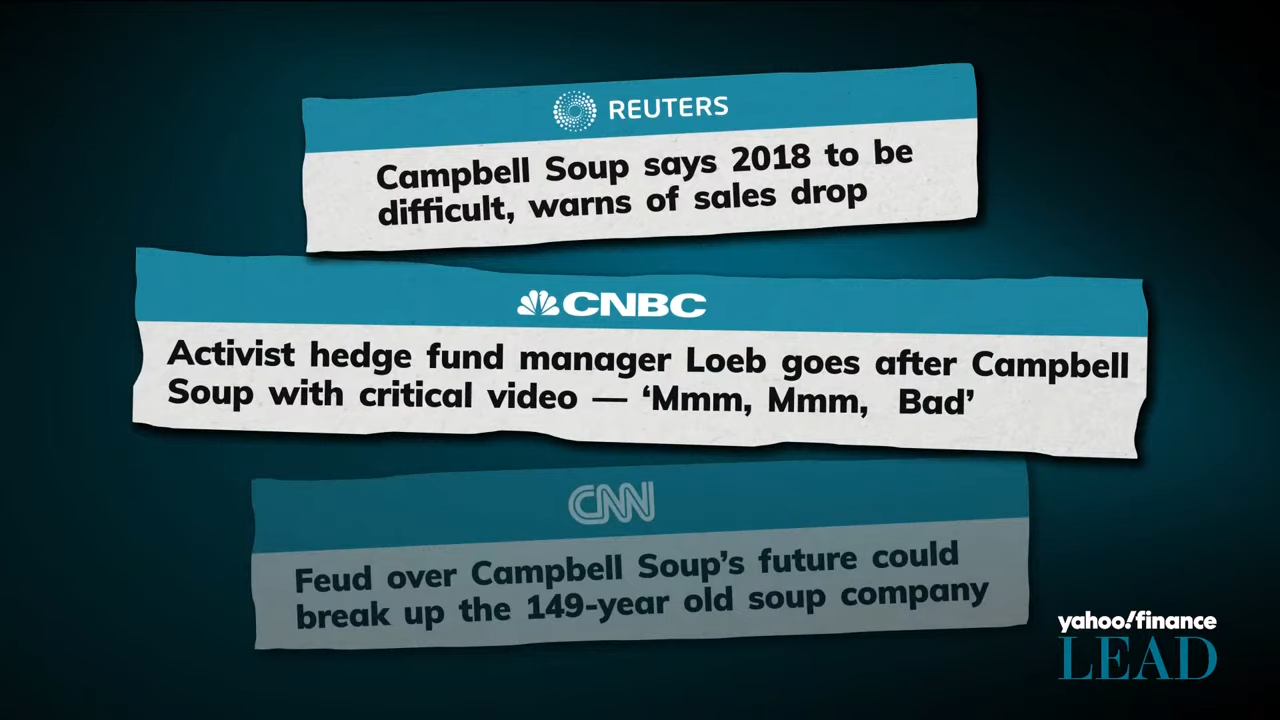 REUTERS
Campbell Soup says 2018 to be
difficult, warns of sales drop
CNBC
Activist hedge fund manager Loeb goes after Campbell
Soup with critical video — ‘Mmm, Mmm, Bad’
CNN
Feud over Campbell Soup’s future could
break up the 149-year old soup company
yahoo!finance
LEAD